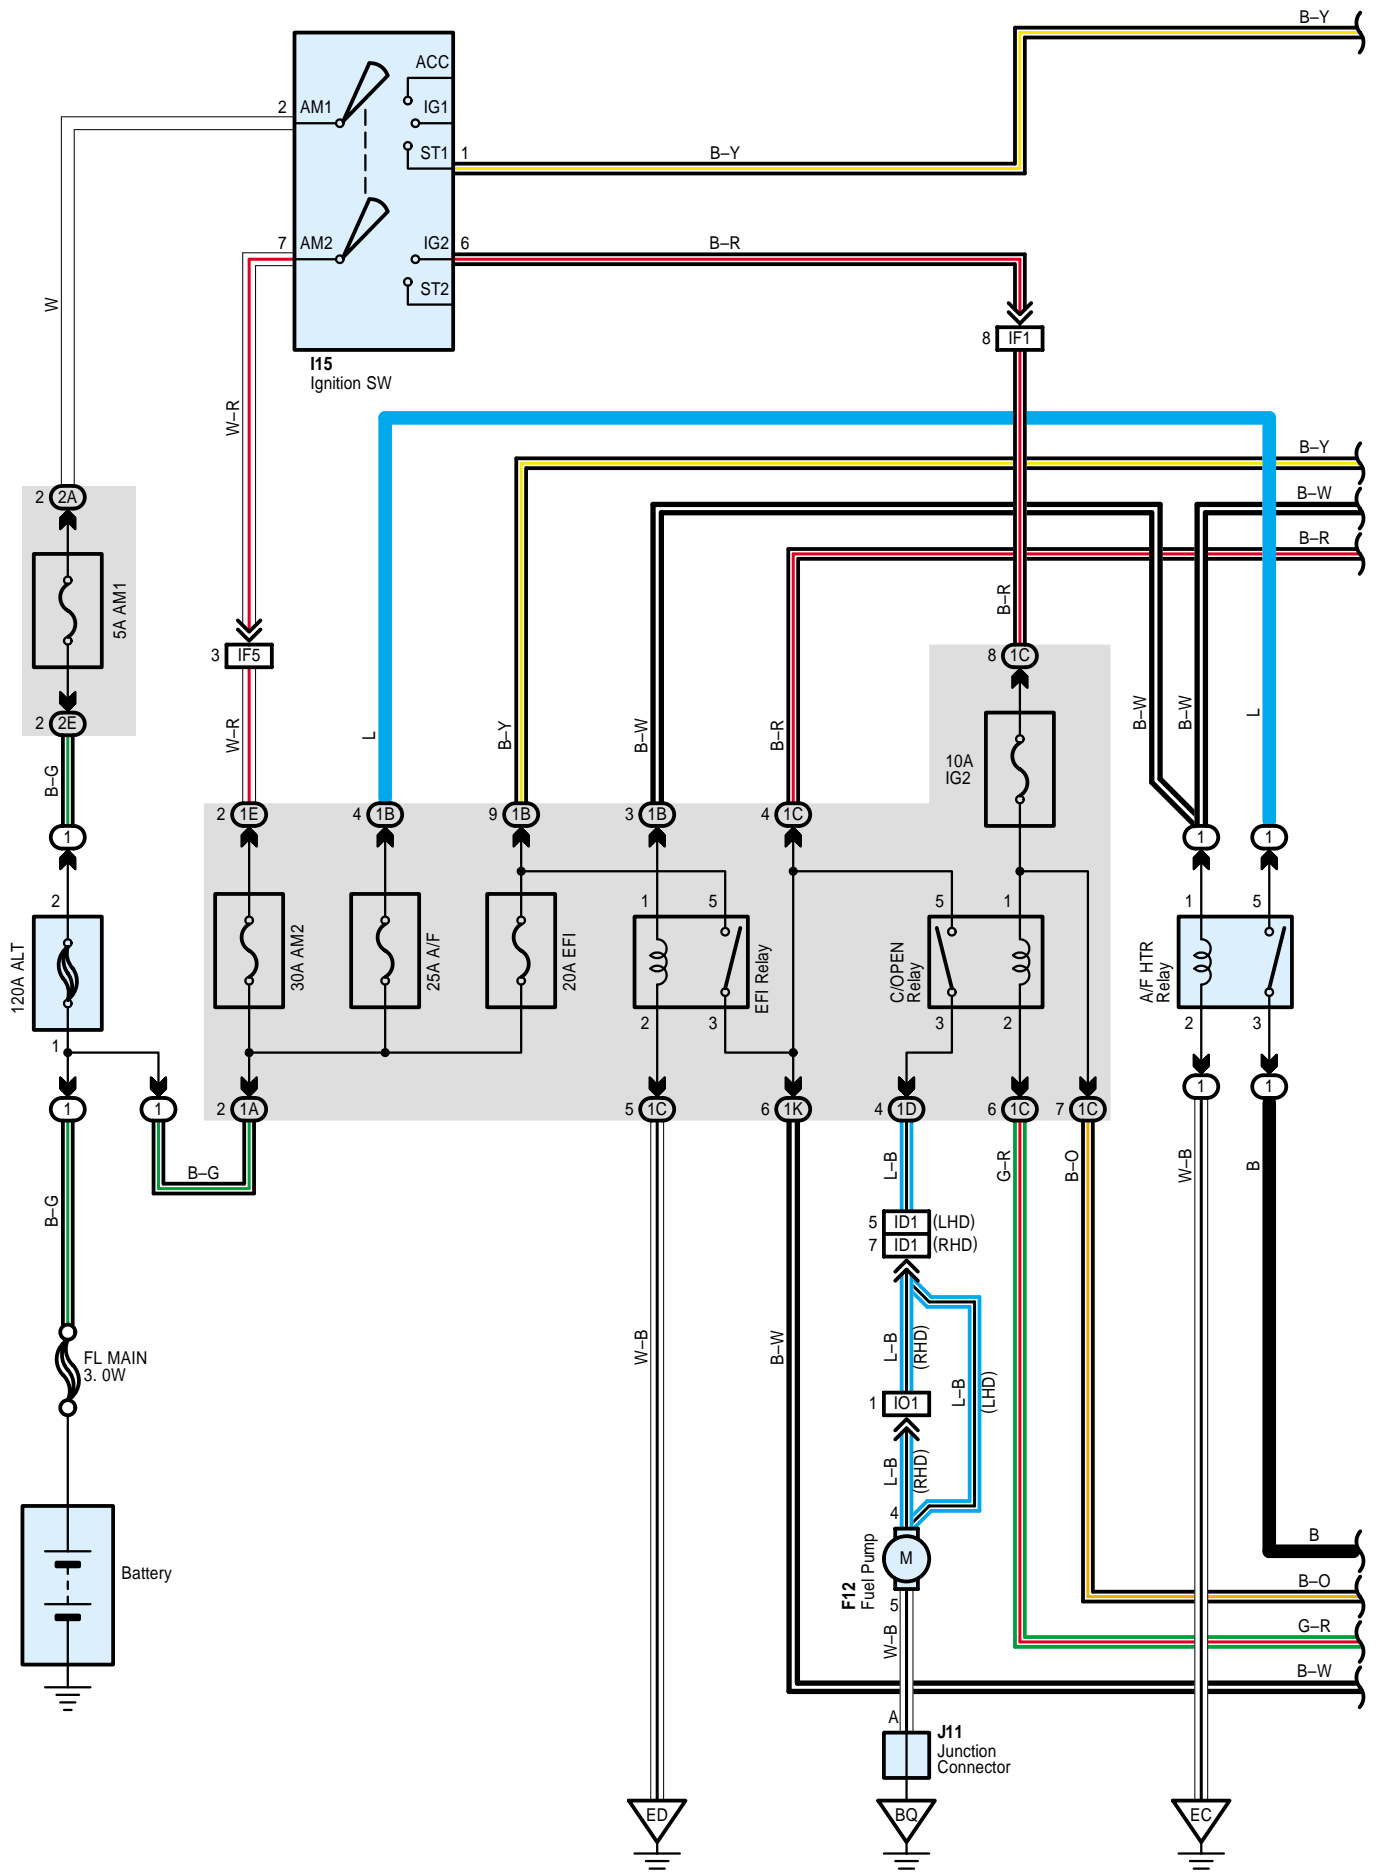 B–Y
ACC
2 AM1
IG1
ST1 1
B–Y
7 AM2
IG2 6
B–R
ST2
W
8 IF1
I15
Ignition SW
W–R
B–Y
B–W
B–R
2 2A
5A AM1
B–R
3 IF5
8 1C
2 2E
W–R
L
B–Y
B–W
B–R
10A
IG2
B–W
B–W
L
B–G
1
2 1E
4 1B
9 1B
3 1B
4 1C
1
1
2
1
5
5
1
1
5
120A ALT
30A AM2
25A A/F
20A EFI
EFI Relay
C/OPEN
Relay
A/F HTR
Relay
2
3
3
2
2
3
1
1
1
2 1A
5 1C
6 1K
4 1D
6 1C
7 1C
1
1
B–G
B–G
L–B
G–R
B–O
W–B
B
5 ID1 (LHD)
7 ID1 (RHD)
FL MAIN
3. 0W
W–B
B–W
L–B
(RHD)
L–B
(LHD)
1 IO1
L–B
(RHD)
4
Battery
F12
Fuel Pump
M
5
W–B
B
B–O
G–R
B–W
A
J11
Junction
Connector
ED
BQ
EC